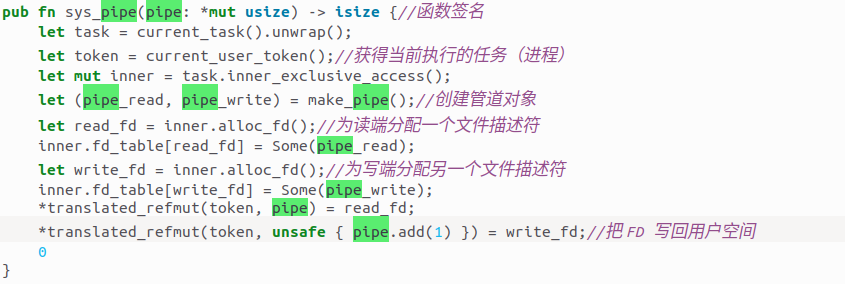 pub fn sys_pipe(pipe: *mut usize) -> isize {//函数签名
    let task = current_task().unwrap();
    let token = current_user_token();//获得当前执行的任务（进程）
    let mut inner = task.inner_exclusive_access();
    let (pipe_read, pipe_write) = make_pipe();//创建管道对象
    let read_fd = inner.alloc_fd();//为读端分配一个文件描述符
    inner.fd_table[read_fd] = Some(pipe_read);
    let write_fd = inner.alloc_fd();//为写端分配另一个文件描述符
    inner.fd_table[write_fd] = Some(pipe_write);
    *translated_refmut(token, pipe) = read_fd;
    *translated_refmut(token, unsafe { pipe.add(1) }) = write_fd;//把 FD 写回用户空间
    0
}